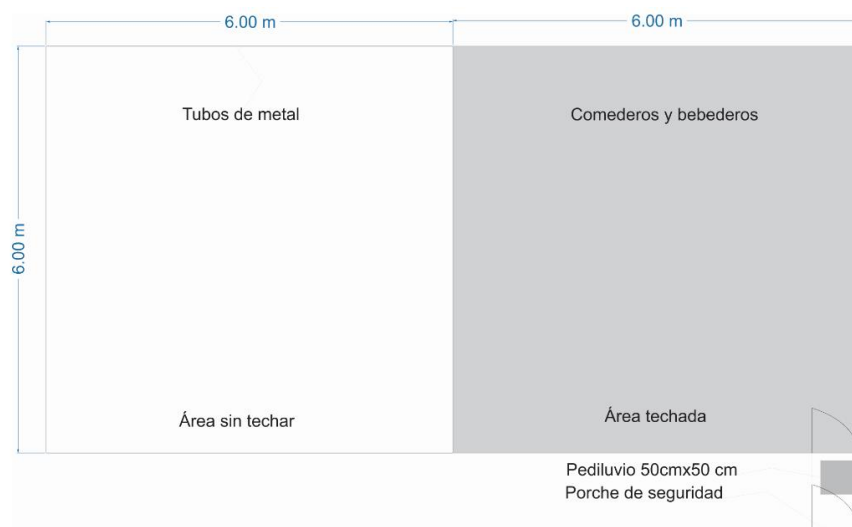 6.00 m
6.00 m
Tubos de metal
Comederos y bebederos
6.00 m
Área sin techar
Área techada
Pediluvio 50cmx50 cm
Porche de seguridad